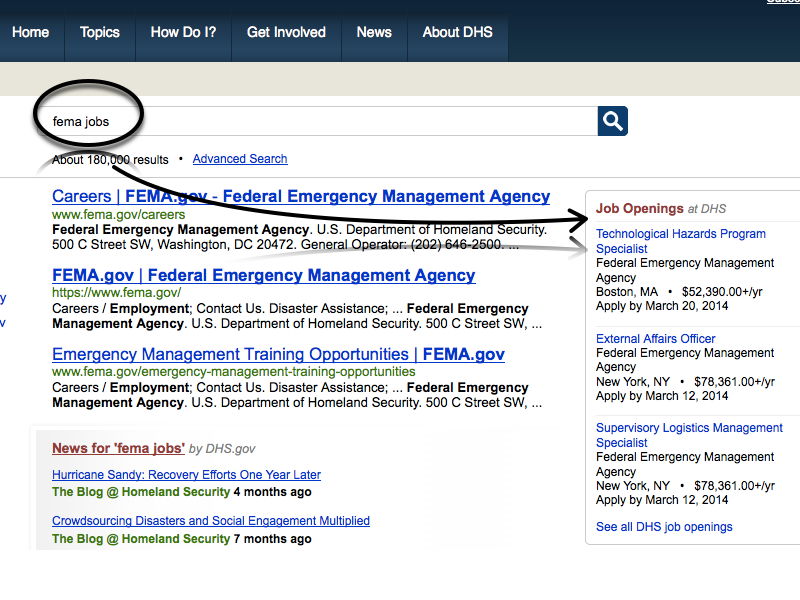 Home Topics How Do I? Get Involved News About DHS
fema jobs
About 180,000 results • Advanced Search
Careers | FEMA.gov - Federal Emergency Management Agency
www.fema.gov/careers
Federal Emergency Management Agency. U.S. Department of Homeland Security.
500 C Street SW, Washington, DC 20472. General Operator: (202) 646-2500. ...
FEMA.gov | Federal Emergency Management Agency
https://www.fema.gov/
Careers / Employment; Contact Us. Disaster Assistance; ... Federal Emergency
Management Agency. U.S. Department of Homeland Security. 500 C Street SW, ...
Emergency Management Training Opportunities | FEMA.gov
www.fema.gov/emergency-management-training-opportunities
Careers / Employment; Contact Us. Disaster Assistance; ... Federal Emergency
Management Agency. U.S. Department of Homeland Security. 500 C Street SW, ...
News for 'fema jobs' by DHS.gov
Hurricane Sandy: Recovery Efforts One Year Later
The Blog @ Homeland Security 4 months ago
Crowdsourcing Disasters and Social Engagement Multiplied
The Blog @ Homeland Security 7 months ago
Job Openings at DHS
Technological Hazards Program
Specialist
Federal Emergency Management
Agency
Boston, MA • $52,390.00+/yr
Apply by March 20, 2014
External Affairs Officer
Federal Emergency Management
Agency
New York, NY • $78,361.00+/yr
Apply by March 12, 2014
Supervisory Logistics Management
Specialist
Federal Emergency Management
Agency
New York, NY • $78,361.00+/yr
Apply by March 12, 2014
See all DHS job openings